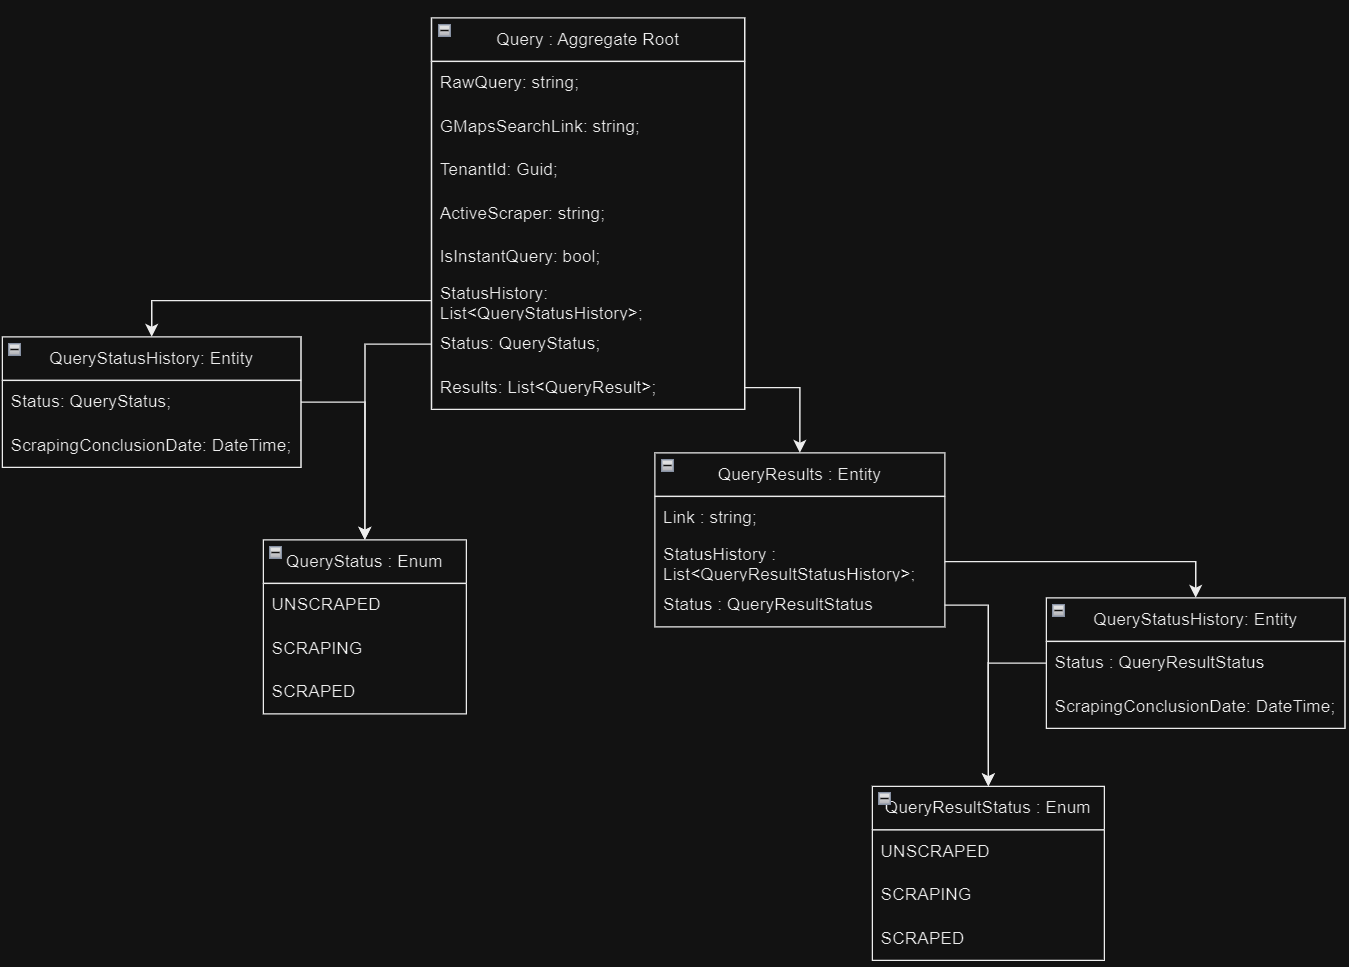 Query : Aggregate Root
RawQuery: string;
GMapsSearchLink: string;
TenantId: Guid;
ActiveScraper: string;
IsInstantQuery: bool;
StatusHistory:
List<QueryStatusHistory>;
Status: QueryStatus;
Results: List<QueryResult>;
QueryStatusHistory: Entity
Status: QueryStatus;
ScrapingConclusionDate: DateTime;
QueryStatus : Enum
UNSCRAPED
SCRAPING
SCRAPED
QueryResults : Entity
Link : string;
StatusHistory :
List<QueryResultStatusHistory>;
Status : QueryResultStatus
QueryStatusHistory: Entity
Status : QueryResultStatus
ScrapingConclusionDate: DateTime;
QueryResultStatus : Enum
UNSCRAPED
SCRAPING
SCRAPED